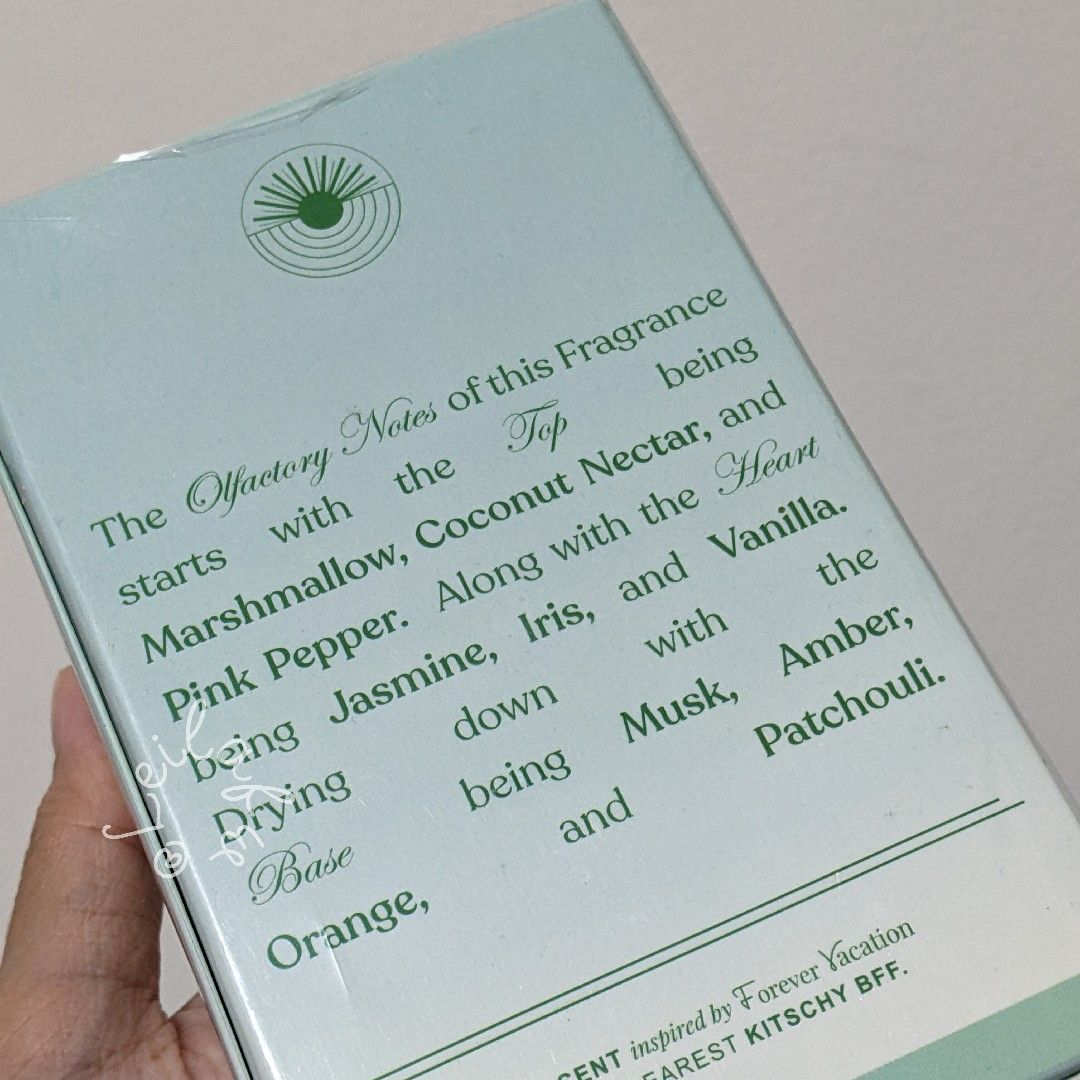 The Olfactory Notes of this Fragrance
starts with the Top being
Marshmallow, Coconut Nectar, and
Pink Pepper. Along with the Heart
being Jasmine, Iris, and Vanilla.
Drying down with the
Base being Musk, Amber,
Orange, and Patchouli.
inspired by Forever Vacation
KITSCHY BFF.
© Leila